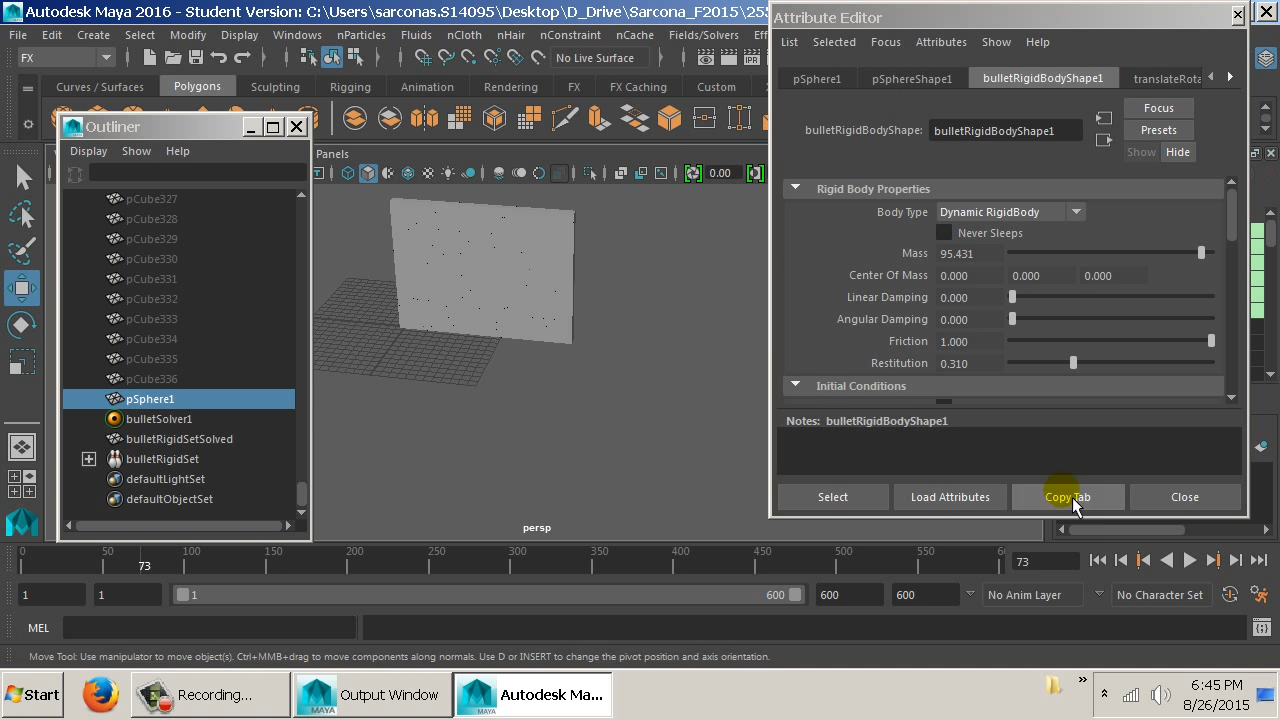 Autodesk Maya 2016 - Student Version: C:\Users\sarconas.S14095\Desktop\D_Drive\Sarcona_F2015\25
File Edit Create Select Modify Display Windows nParticles Fluids nCloth nHair nConstraint nCache Fields/Solvers
FX
No Live Surface
Curves / Surfaces Polygons Sculpting Rigging Animation Rendering FX FX Caching Custom
Outliner
Display Show Help
pCube327
pCube328
pCube329
pCube330
pCube331
pCube332
pCube333
pCube334
pCube335
pCube336
pSphere1
bulletSolver1
bulletRigidSetSolved
bulletRigidSet
defaultLightSet
defaultObjectSet
Panels
0.00
persp
Attribute Editor
List Selected Focus Attributes Show Help
pSphere1 pSphereShape1 bulletRigidBodyShape1 translateRota
bulletRigidBodyShape: bulletRigidBodyShape1
Focus
Presets
Show Hide
Rigid Body Properties
Body Type Dynamic RigidBody
Never Sleeps
Mass 95.431
Center Of Mass 0.000 0.000 0.000
Linear Damping 0.000
Angular Damping 0.000
Friction 1.000
Restitution 0.310
Initial Conditions
Notes: bulletRigidBodyShape1
Select Load Attributes Copy Tab Close
0 50 100 150 200 250 300 350 400 450 500 550
73
73
1 1 1 600 600 600 No Anim Layer No Character Set
MEL
Move Tool: Use manipulator to move object(s). Ctrl+MMB+drag to move components along normals. Use D or INSERT to change the pivot position and axis orientation.
Start Recording... Output Window Autodesk Ma...
6:45 PM
8/26/2015